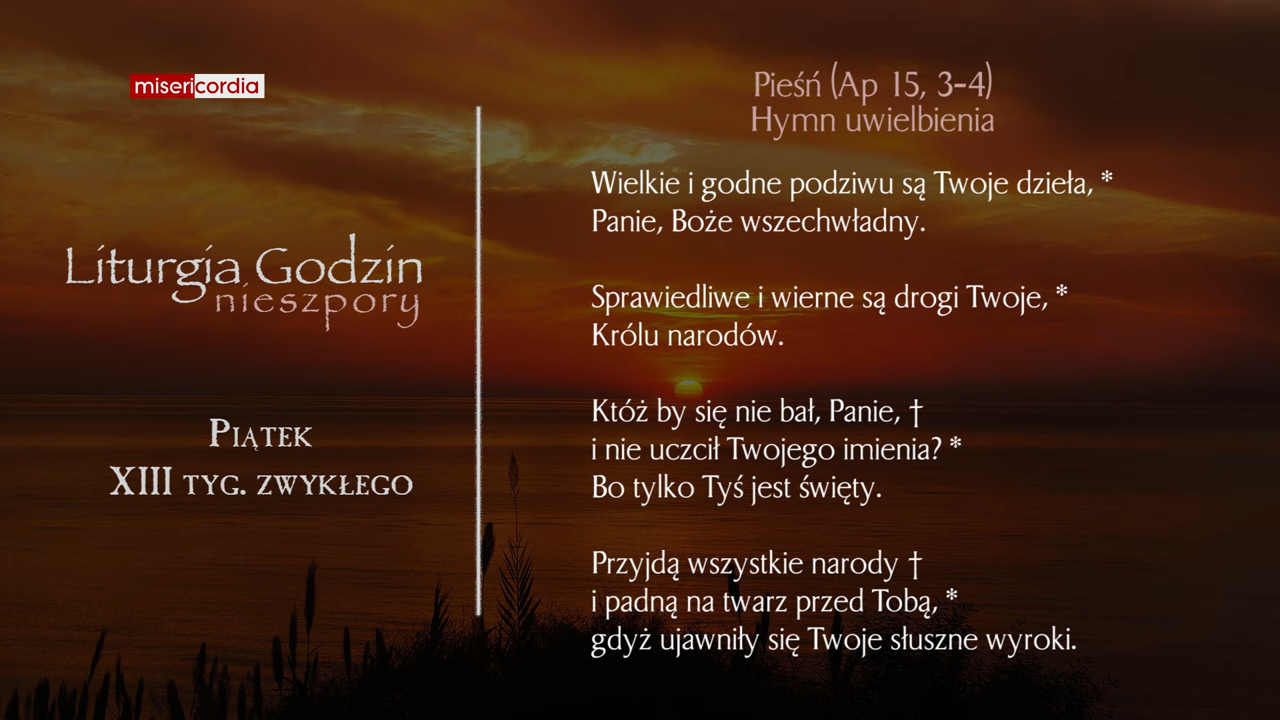 misericordia
Liturgia Godzin
nieszpory
Piątek
XIII tyg. zwykłego
Pieśń (Ap 15, 3-4)
Hymn uwielbienia
Wielkie i godne podziwu są Twoje dzieła, *
Panie, Boże wszechwładny.
Sprawiedliwe i wierne są drogi Twoje, *
Królu narodów.
Któż by się nie bał, Panie, †
i nie uczcił Twojego imienia? *
Bo tylko Tyś jest święty.
Przyjdą wszystkie narody †
i padną na twarz przed Tobą, *
gdyż ujawniły się Twoje słuszne wyroki.